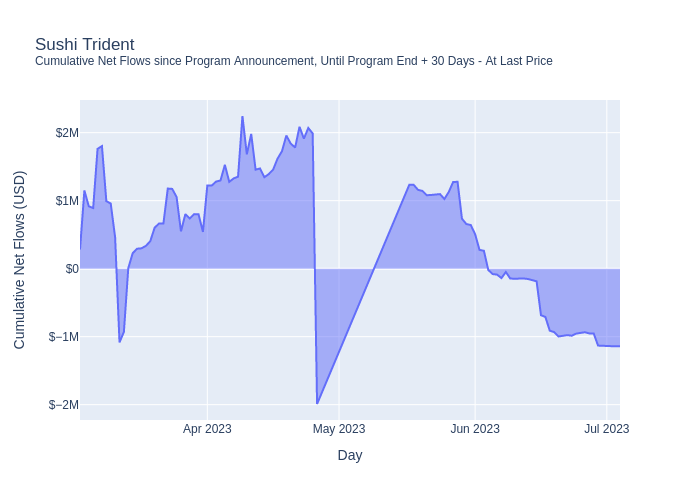 Sushi Trident
Cumulative Net Flows since Program Announcement, Until Program End + 30 Days - At Last Price
Cumulative Net Flows (USD)
$2M
$1M
$0
$−1M
$−2M
Apr 2023
May 2023
Jun 2023
Jul 2023
Day